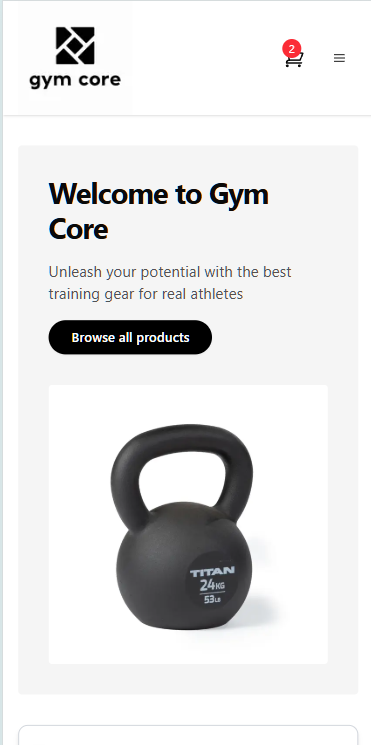 2
gym core
Welcome to Gym
Core
Unleash your potential with the best
training gear for real athletes
Browse all products
TITAN
24KG
53LB